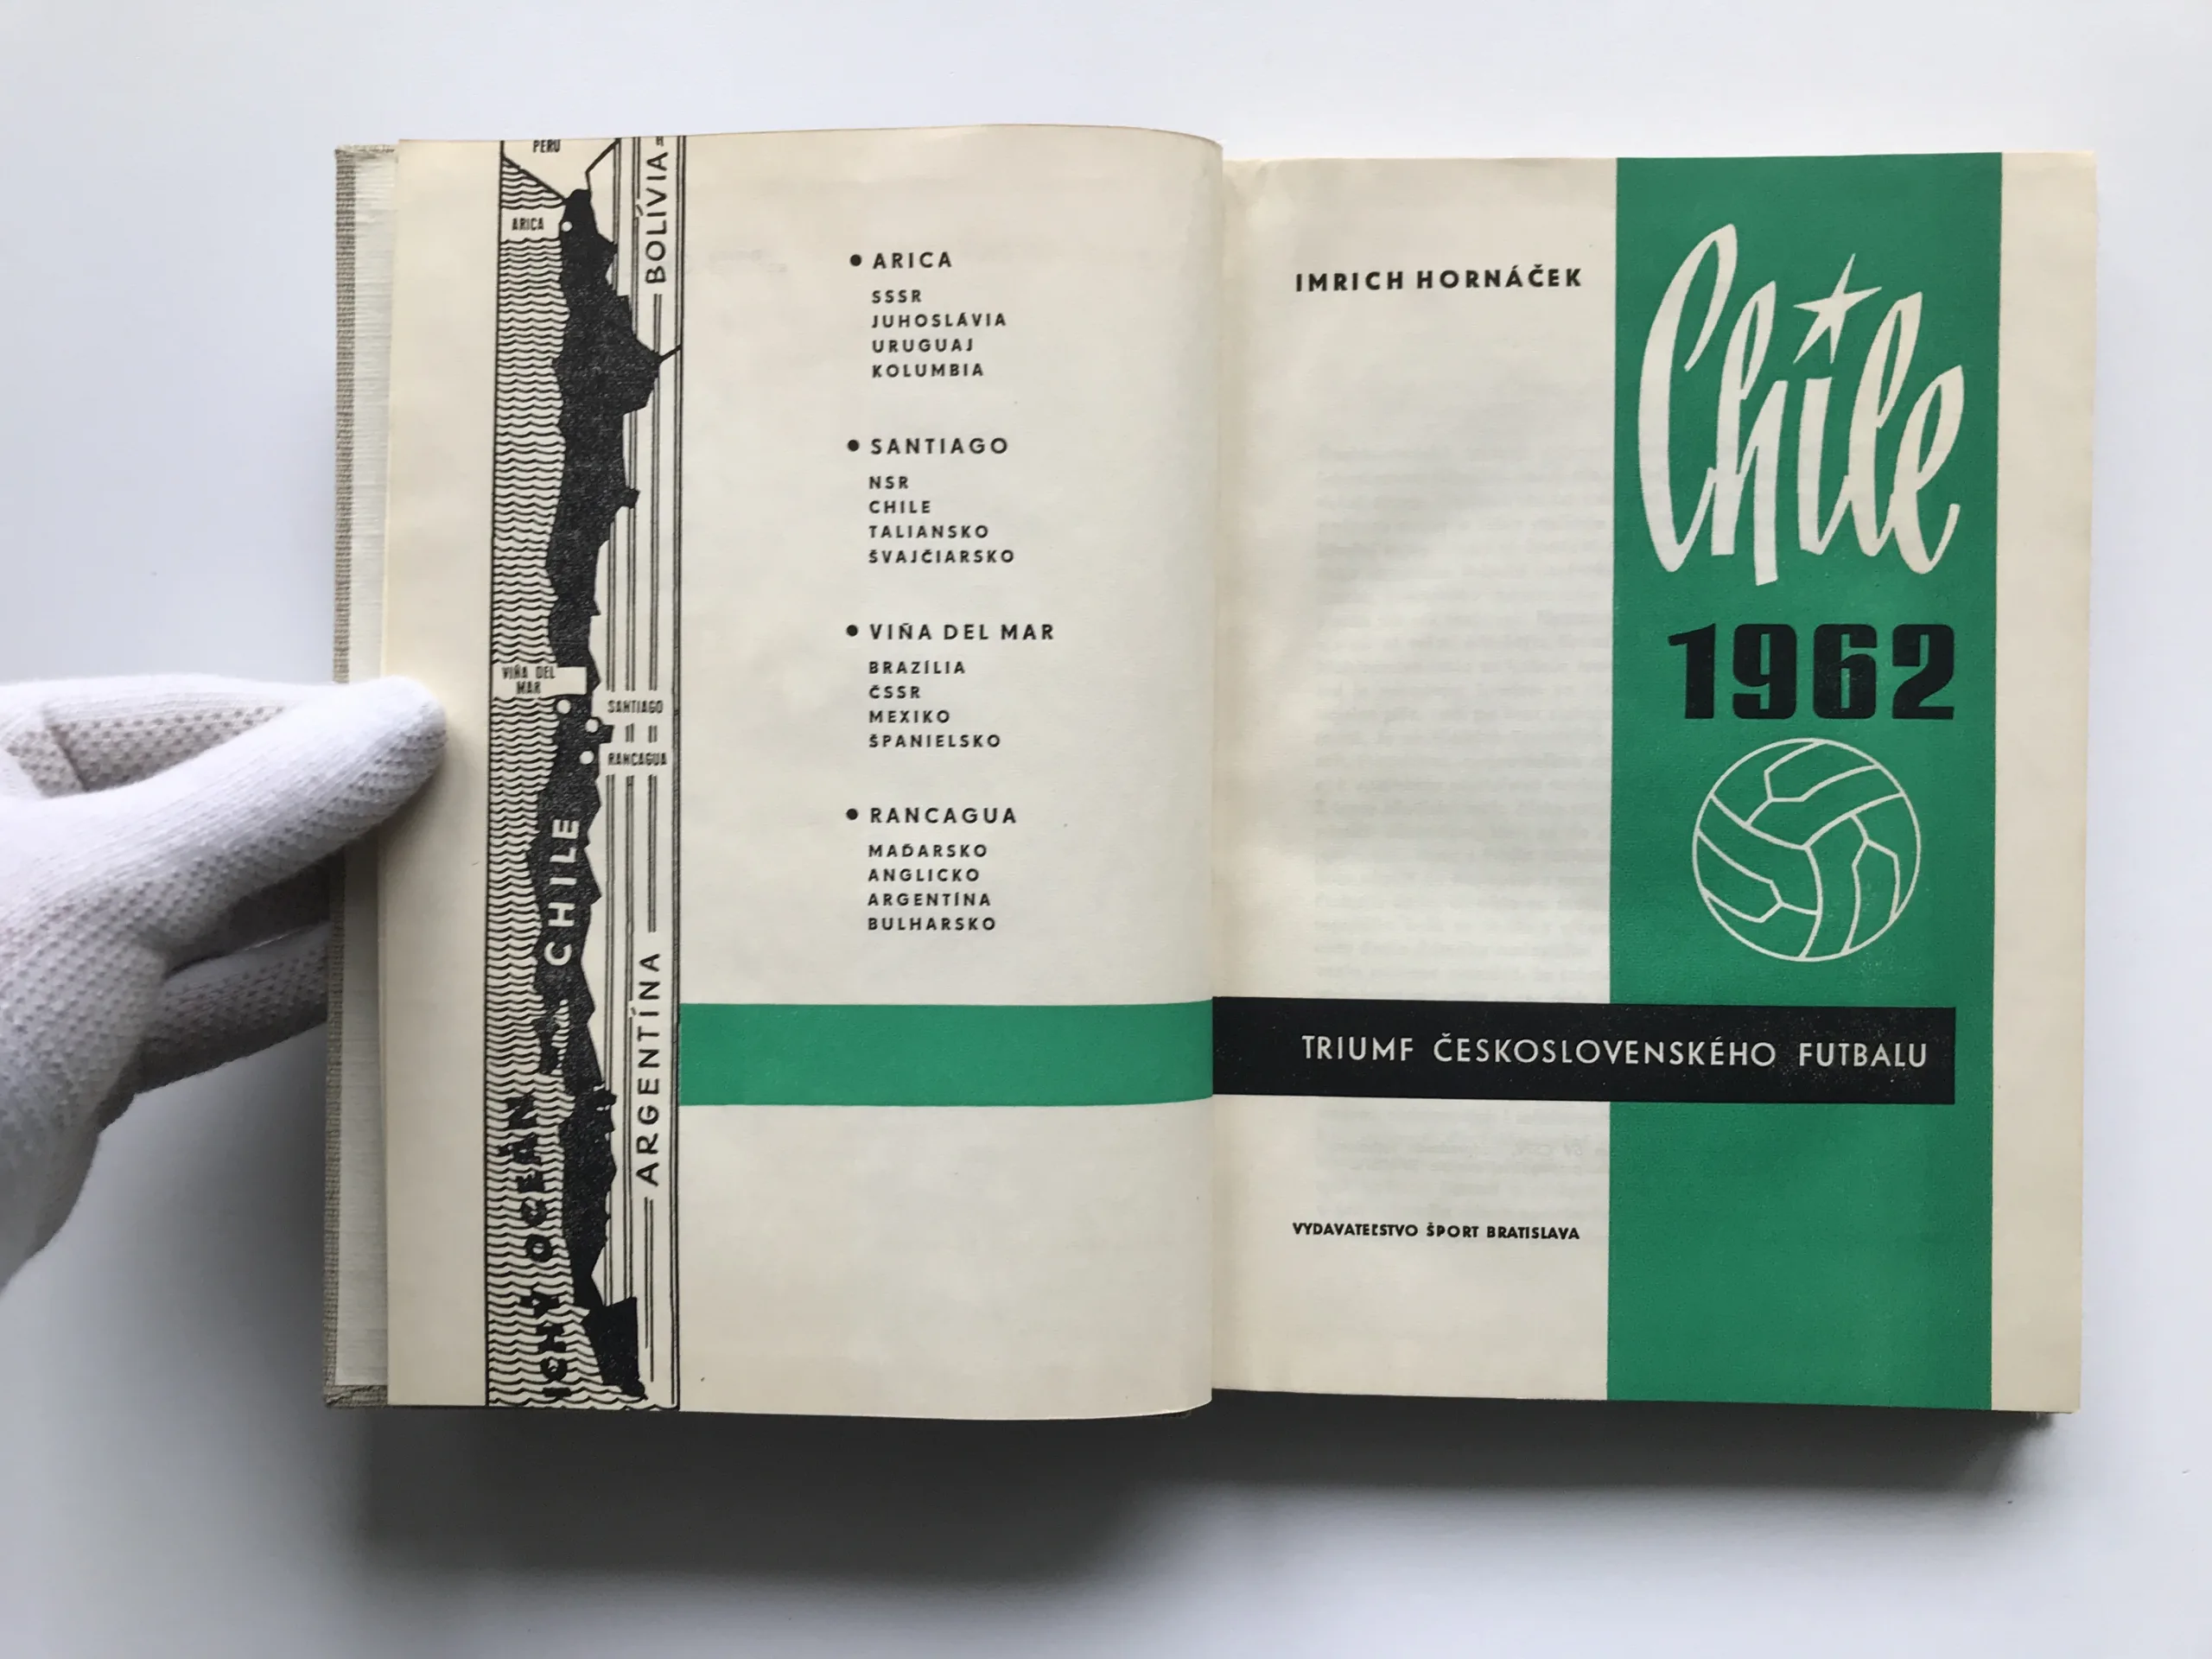 PERU
BOLÍVIA
ARICA
VIÑA DEL
MAR
SANTIAGO
RANCAGUA
CHILE
ARGENTÍNA
ICHÝ OCEÁN
● ARICA
SSSR
JUHOSLÁVIA
URUGUAJ
KOLUMBIA
● SANTIAGO
NSR
CHILE
TALIANSKO
ŠVAJČIARSKO
● VIÑA DEL MAR
BRAZÍLIA
ČSSR
MEXIKO
ŠPANIELSKO
● RANCAGUA
MAĎARSKO
ANGLICKO
ARGENTÍNA
BULHARSKO
IMRICH HORNÁČEK
Chile
1962
TRIUMF ČESKOSLOVENSKÉHO FUTBALU
VYDAVATEĽSTVO ŠPORT BRATISLAVA